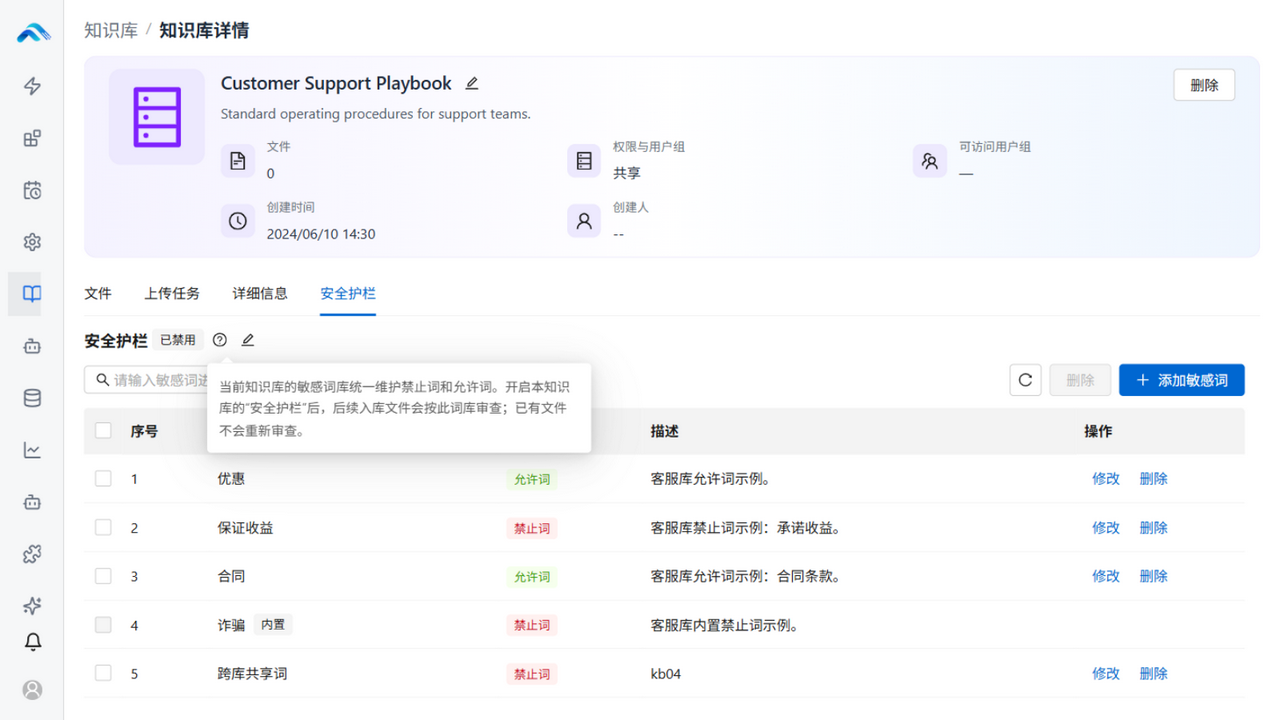 知识库 / 知识库详情
Customer Support Playbook
删除
Standard operating procedures for support teams.
文件
0
权限与用户组
共享
可访问用户组
—
创建时间
2024/06/10 14:30
创建人
--
文件 上传任务 详细信息 安全护栏
安全护栏 已禁用
请输入敏感词进
删除 添加敏感词
当前知识库的敏感词库统一维护禁止词和允许词。开启本知识
库的“安全护栏”后，后续入库文件会按此词库审查；已有文件
不会重新审查。
序号 描述 操作
1 优惠 允许词 客服库允许词示例。 修改 删除
2 保证收益 禁止词 客服库禁止词示例：承诺收益。 修改 删除
3 合同 允许词 客服库允许词示例：合同条款。 修改 删除
4 诈骗 内置 禁止词 客服库内置禁止词示例。
5 跨库共享词 禁止词 kb04 修改 删除